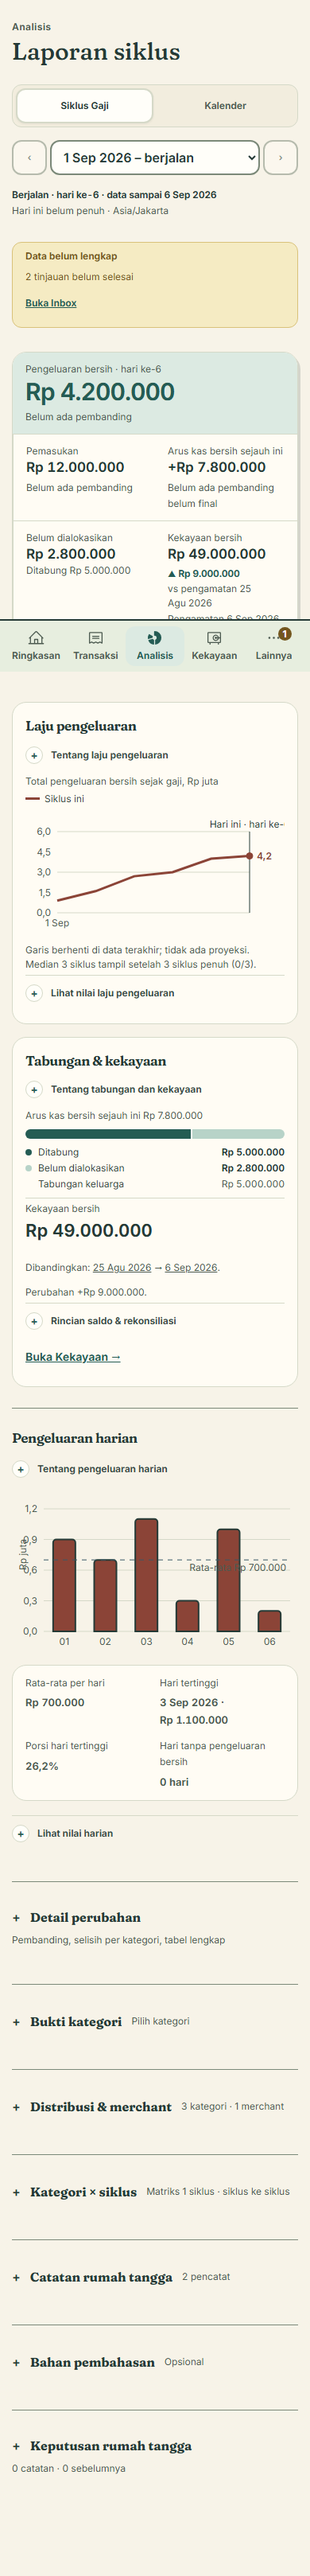 Analisis
Laporan siklus
Siklus Gaji
Kalender
‹
1 Sep 2026 – berjalan
›
Berjalan · hari ke-6 · data sampai 6 Sep 2026
Hari ini belum penuh · Asia/Jakarta
Data belum lengkap
2 tinjauan belum selesai
Buka Inbox
Pengeluaran bersih · hari ke-6
Rp 4.200.000
Belum ada pembanding
Pemasukan
Rp 12.000.000
Belum ada pembanding
Arus kas bersih sejauh ini
+Rp 7.800.000
Belum ada pembanding
belum final
Belum dialokasikan
Rp 2.800.000
Ditabung Rp 5.000.000
Kekayaan bersih
Rp 49.000.000
▲ Rp 9.000.000
vs pengamatan 25
Agu 2026
Pengamatan 6 Sep 2026
Ringkasan
Transaksi
Analisis
Kekayaan
1
Lainnya
Laju pengeluaran
+ Tentang laju pengeluaran
Total pengeluaran bersih sejak gaji, Rp juta
Siklus ini
Hari ini · hari ke-
6,0
4,5
3,0
1,5
0,0
4,2
1 Sep
Garis berhenti di data terakhir; tidak ada proyeksi.
Median 3 siklus tampil setelah 3 siklus penuh (0/3).
+ Lihat nilai laju pengeluaran
Tabungan & kekayaan
+ Tentang tabungan dan kekayaan
Arus kas bersih sejauh ini Rp 7.800.000
Ditabung Rp 5.000.000
Belum dialokasikan Rp 2.800.000
Tabungan keluarga Rp 5.000.000
Kekayaan bersih
Rp 49.000.000
Dibandingkan: 25 Agu 2026 → 6 Sep 2026.
Perubahan +Rp 9.000.000.
+ Rincian saldo & rekonsiliasi
Buka Kekayaan →
Pengeluaran harian
+ Tentang pengeluaran harian
Rp juta
1,2
0,9
0,6
0,3
0,0
Rata-rata Rp 700.000
01 02 03 04 05 06
Rata-rata per hari
Rp 700.000
Hari tertinggi
3 Sep 2026 ·
Rp 1.100.000
Porsi hari tertinggi
26,2%
Hari tanpa pengeluaran
bersih
0 hari
+ Lihat nilai harian
+ Detail perubahan
Pembanding, selisih per kategori, tabel lengkap
+ Bukti kategori Pilih kategori
+ Distribusi & merchant 3 kategori · 1 merchant
+ Kategori × siklus Matriks 1 siklus · siklus ke siklus
+ Catatan rumah tangga 2 pencatat
+ Bahan pembahasan Opsional
+ Keputusan rumah tangga
0 catatan · 0 sebelumnya